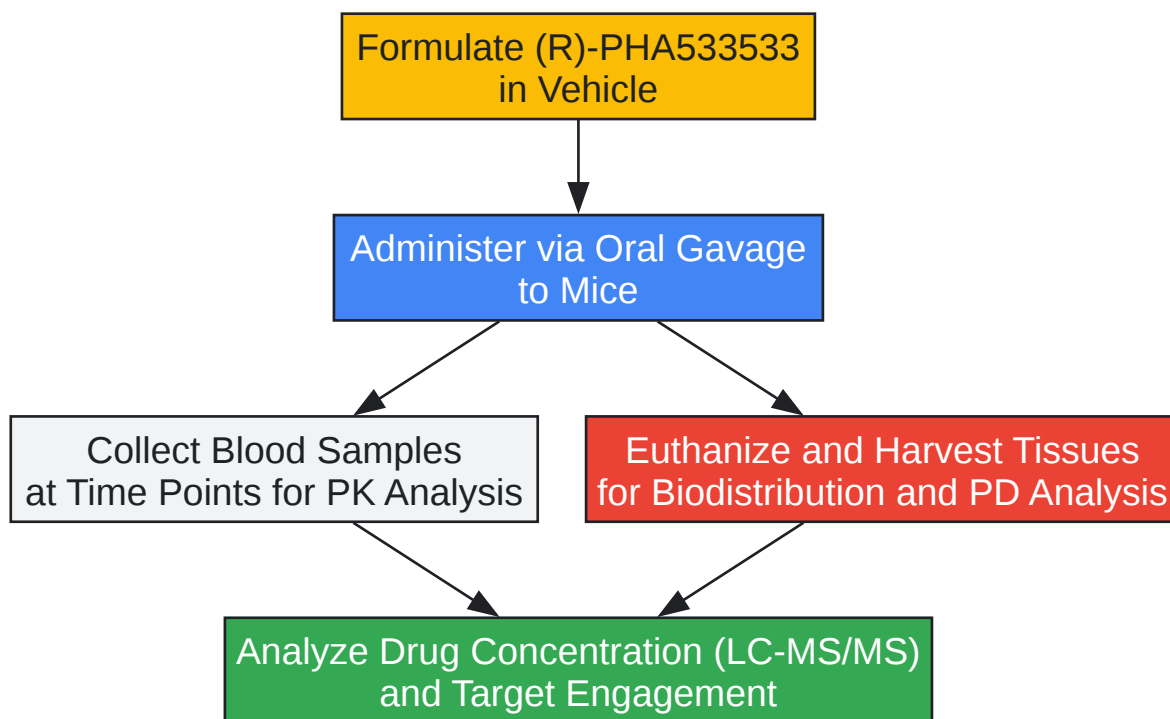 Formulate (R)-PHA533533
in Vehicle
Administer via Oral Gavage
to Mice
Collect Blood Samples
at Time Points for PK Analysis
Euthanize and Harvest Tissues
for Biodistribution and PD Analysis
Analyze Drug Concentration (LC-MS/MS)
and Target Engagement